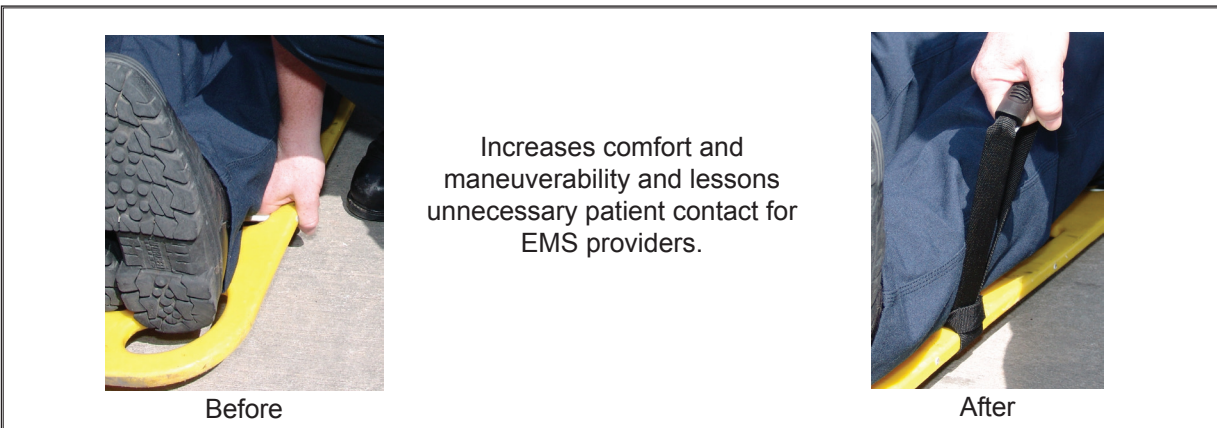 Increases comfort and
maneuverability and lessons
unnecessary patient contact for
EMS providers.
Before
After